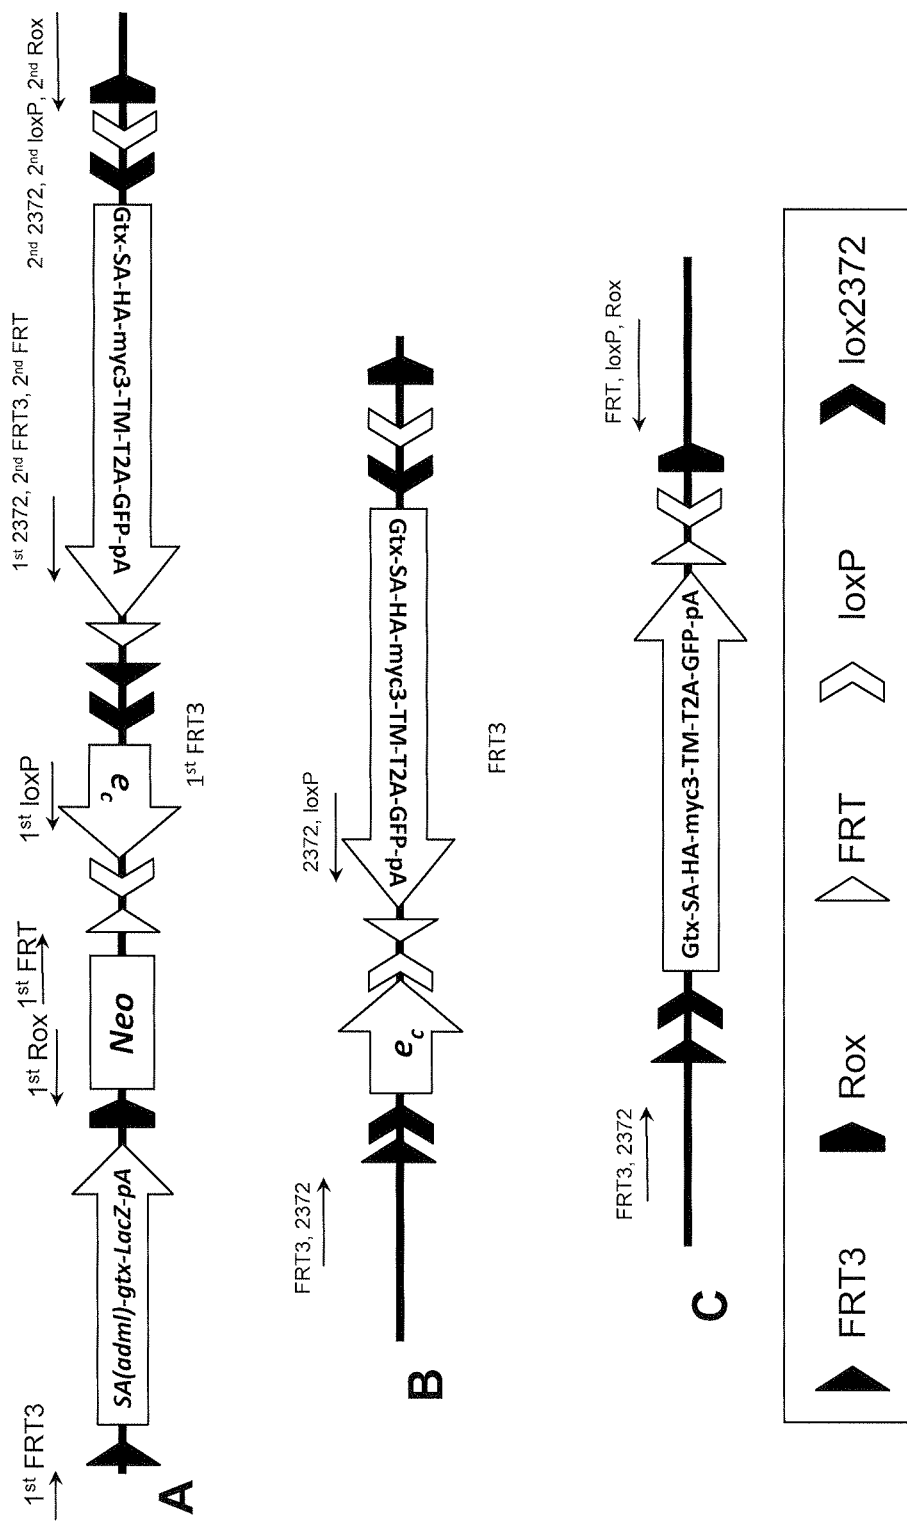 1st FRT3
1st Rox
1st FRT
1st loxP
1st 2372, 2nd FRT3, 2nd FRT
2nd 2372, 2nd loxP, 2nd Rox
SA(adml)-gtx-LacZ-pA
Neo
ec
Gtx-SA-HA-myc3-TM-T2A-GFP-pA
A
1st FRT3
FRT3, 2372
2372, loxP
ec
Gtx-SA-HA-myc3-TM-T2A-GFP-pA
B
FRT3
FRT3, 2372
FRT, loxP, Rox
Gtx-SA-HA-myc3-TM-T2A-GFP-pA
C
FRT3
Rox
FRT
loxP
lox2372